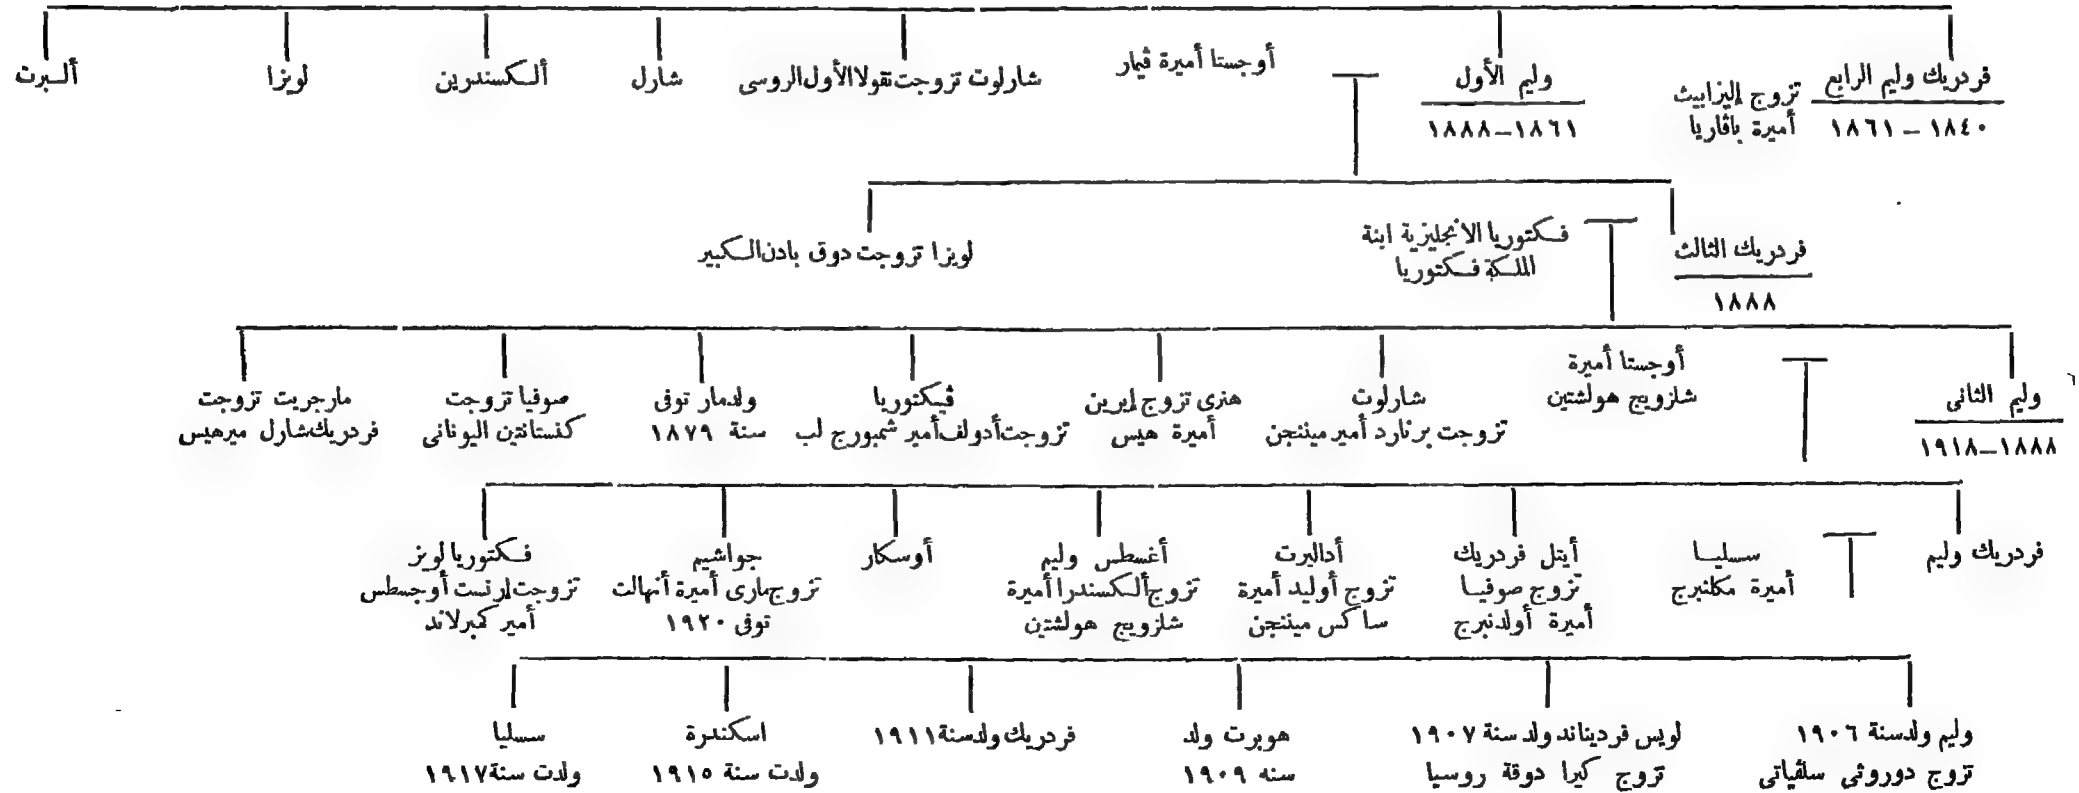 فردريك وليم الرابع
١٨٤٠ – ١٨٦١
تزوج إليزابيث
أميرة باڤاريا
وليم الأول
١٨٦١–١٨٨٨
أوجستا أميرة ڤيمار
شارلوت تزوجت نقولا الأول الروسى
شارل
ألكسندرين
لويزا
ألبرت
فردريك الثالث
١٨٨٨
فكتوريا الانجليزية ابنة
الملكة فكتوريا
لويزا تزوجت دوق بادن الكبير
وليم الثانى
١٨٨٨–١٩١٨
أوجستا أميرة
شلزويج هولشتين
شارلوت
تزوجت برنارد أمير ميننجن
هنرى تزوج إيرين
أميرة هيس
ڤيكتوريا
تزوجت أدولف أمير شمبورج لب
ولدمار توفى
سنة ١٨٧٩
صوفيا تزوجت
كنستانتين اليونانى
مارجريت تزوجت
فردريك شارل ميرهيس
فردريك وليم
سسليا
أميرة مكلنبرج
أيتل فردريك
تزوج صوفيا
أميرة أولدنبرج
أدالبرت
تزوج أوليد أميرة
ساكس ميننجن
أغسطس وليم
تزوج ألكسندرا أميرة
شلزويج هولشتين
أوسكار
جواشيم
تزوج مارى أميرة أنهالت
توفى ١٩٢٠
فكتوريا لويز
تزوجت إرنست أوجسطس
أمير كمبرلاند
وليم ولد سنة ١٩٠٦
تزوج دوروثى سلڤياتى
لويس فرديناند ولد سنة ١٩٠٧
تزوج كيرا دوقة روسيا
هوبرت ولد
سنه ١٩٠٩
فردريك ولد سنة ١٩١١
اسكندرة
ولدت سنة ١٩١٥
سسليا
ولدت سنة ١٩١٧